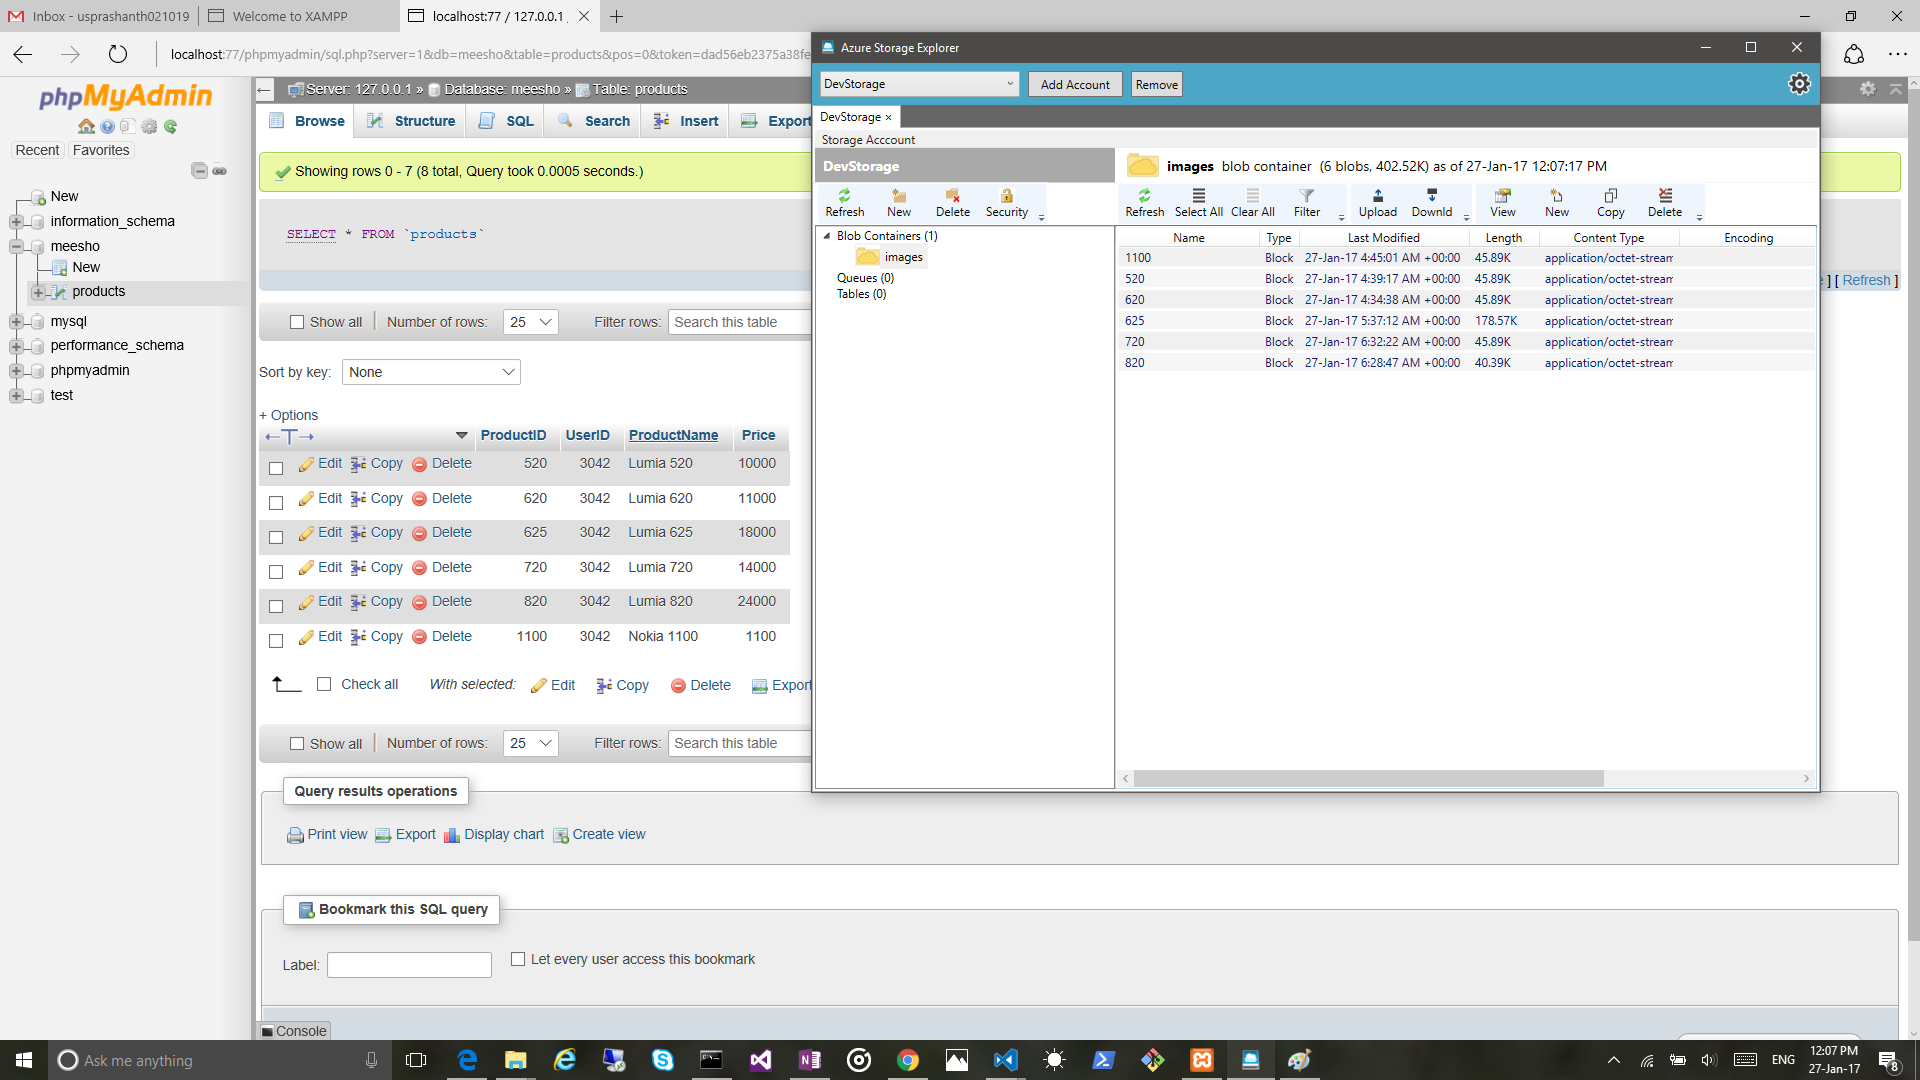 Inbox - usprashanth021019
Welcome to XAMPP
localhost:77 / 127.0.0.1
localhost:77/phpmyadmin/sql.php?server=1&db=meesho&table=products&pos=0&token=dad56eb2375a38fe
phpMyAdmin
Recent Favorites
New
information_schema
meesho
New
products
mysql
performance_schema
phpmyadmin
test
Server: 127.0.0.1 » Database: meesho » Table: products
Browse Structure SQL Search Insert Export
Showing rows 0 - 7 (8 total, Query took 0.0005 seconds.)
SELECT * FROM `products`
] [ Refresh ]
Show all Number of rows: 25 Filter rows: Search this table
Sort by key: None
+ Options
ProductID UserID ProductName Price
Edit Copy Delete 520 3042 Lumia 520 10000
Edit Copy Delete 620 3042 Lumia 620 11000
Edit Copy Delete 625 3042 Lumia 625 18000
Edit Copy Delete 720 3042 Lumia 720 14000
Edit Copy Delete 820 3042 Lumia 820 24000
Edit Copy Delete 1100 3042 Nokia 1100 1100
Check all With selected: Edit Copy Delete Export
Show all Number of rows: 25 Filter rows: Search this table
Query results operations
Print view Export Display chart Create view
Bookmark this SQL query
Label: Let every user access this bookmark
Console
Azure Storage Explorer
DevStorage Add Account Remove
DevStorage ×
Storage Acccount
DevStorage
Refresh New Delete Security
Blob Containers (1)
images
Queues (0)
Tables (0)
images blob container (6 blobs, 402.52K) as of 27-Jan-17 12:07:17 PM
Refresh Select All Clear All Filter Upload Downld View New Copy Delete
Name Type Last Modified Length Content Type Encoding
1100 Block 27-Jan-17 4:45:01 AM +00:00 45.89K application/octet-stream
520 Block 27-Jan-17 4:39:17 AM +00:00 45.89K application/octet-stream
620 Block 27-Jan-17 4:34:38 AM +00:00 45.89K application/octet-stream
625 Block 27-Jan-17 5:37:12 AM +00:00 178.57K application/octet-stream
720 Block 27-Jan-17 6:32:22 AM +00:00 45.89K application/octet-stream
820 Block 27-Jan-17 6:28:47 AM +00:00 40.39K application/octet-stream
Ask me anything
ENG
12:07 PM
27-Jan-17
8